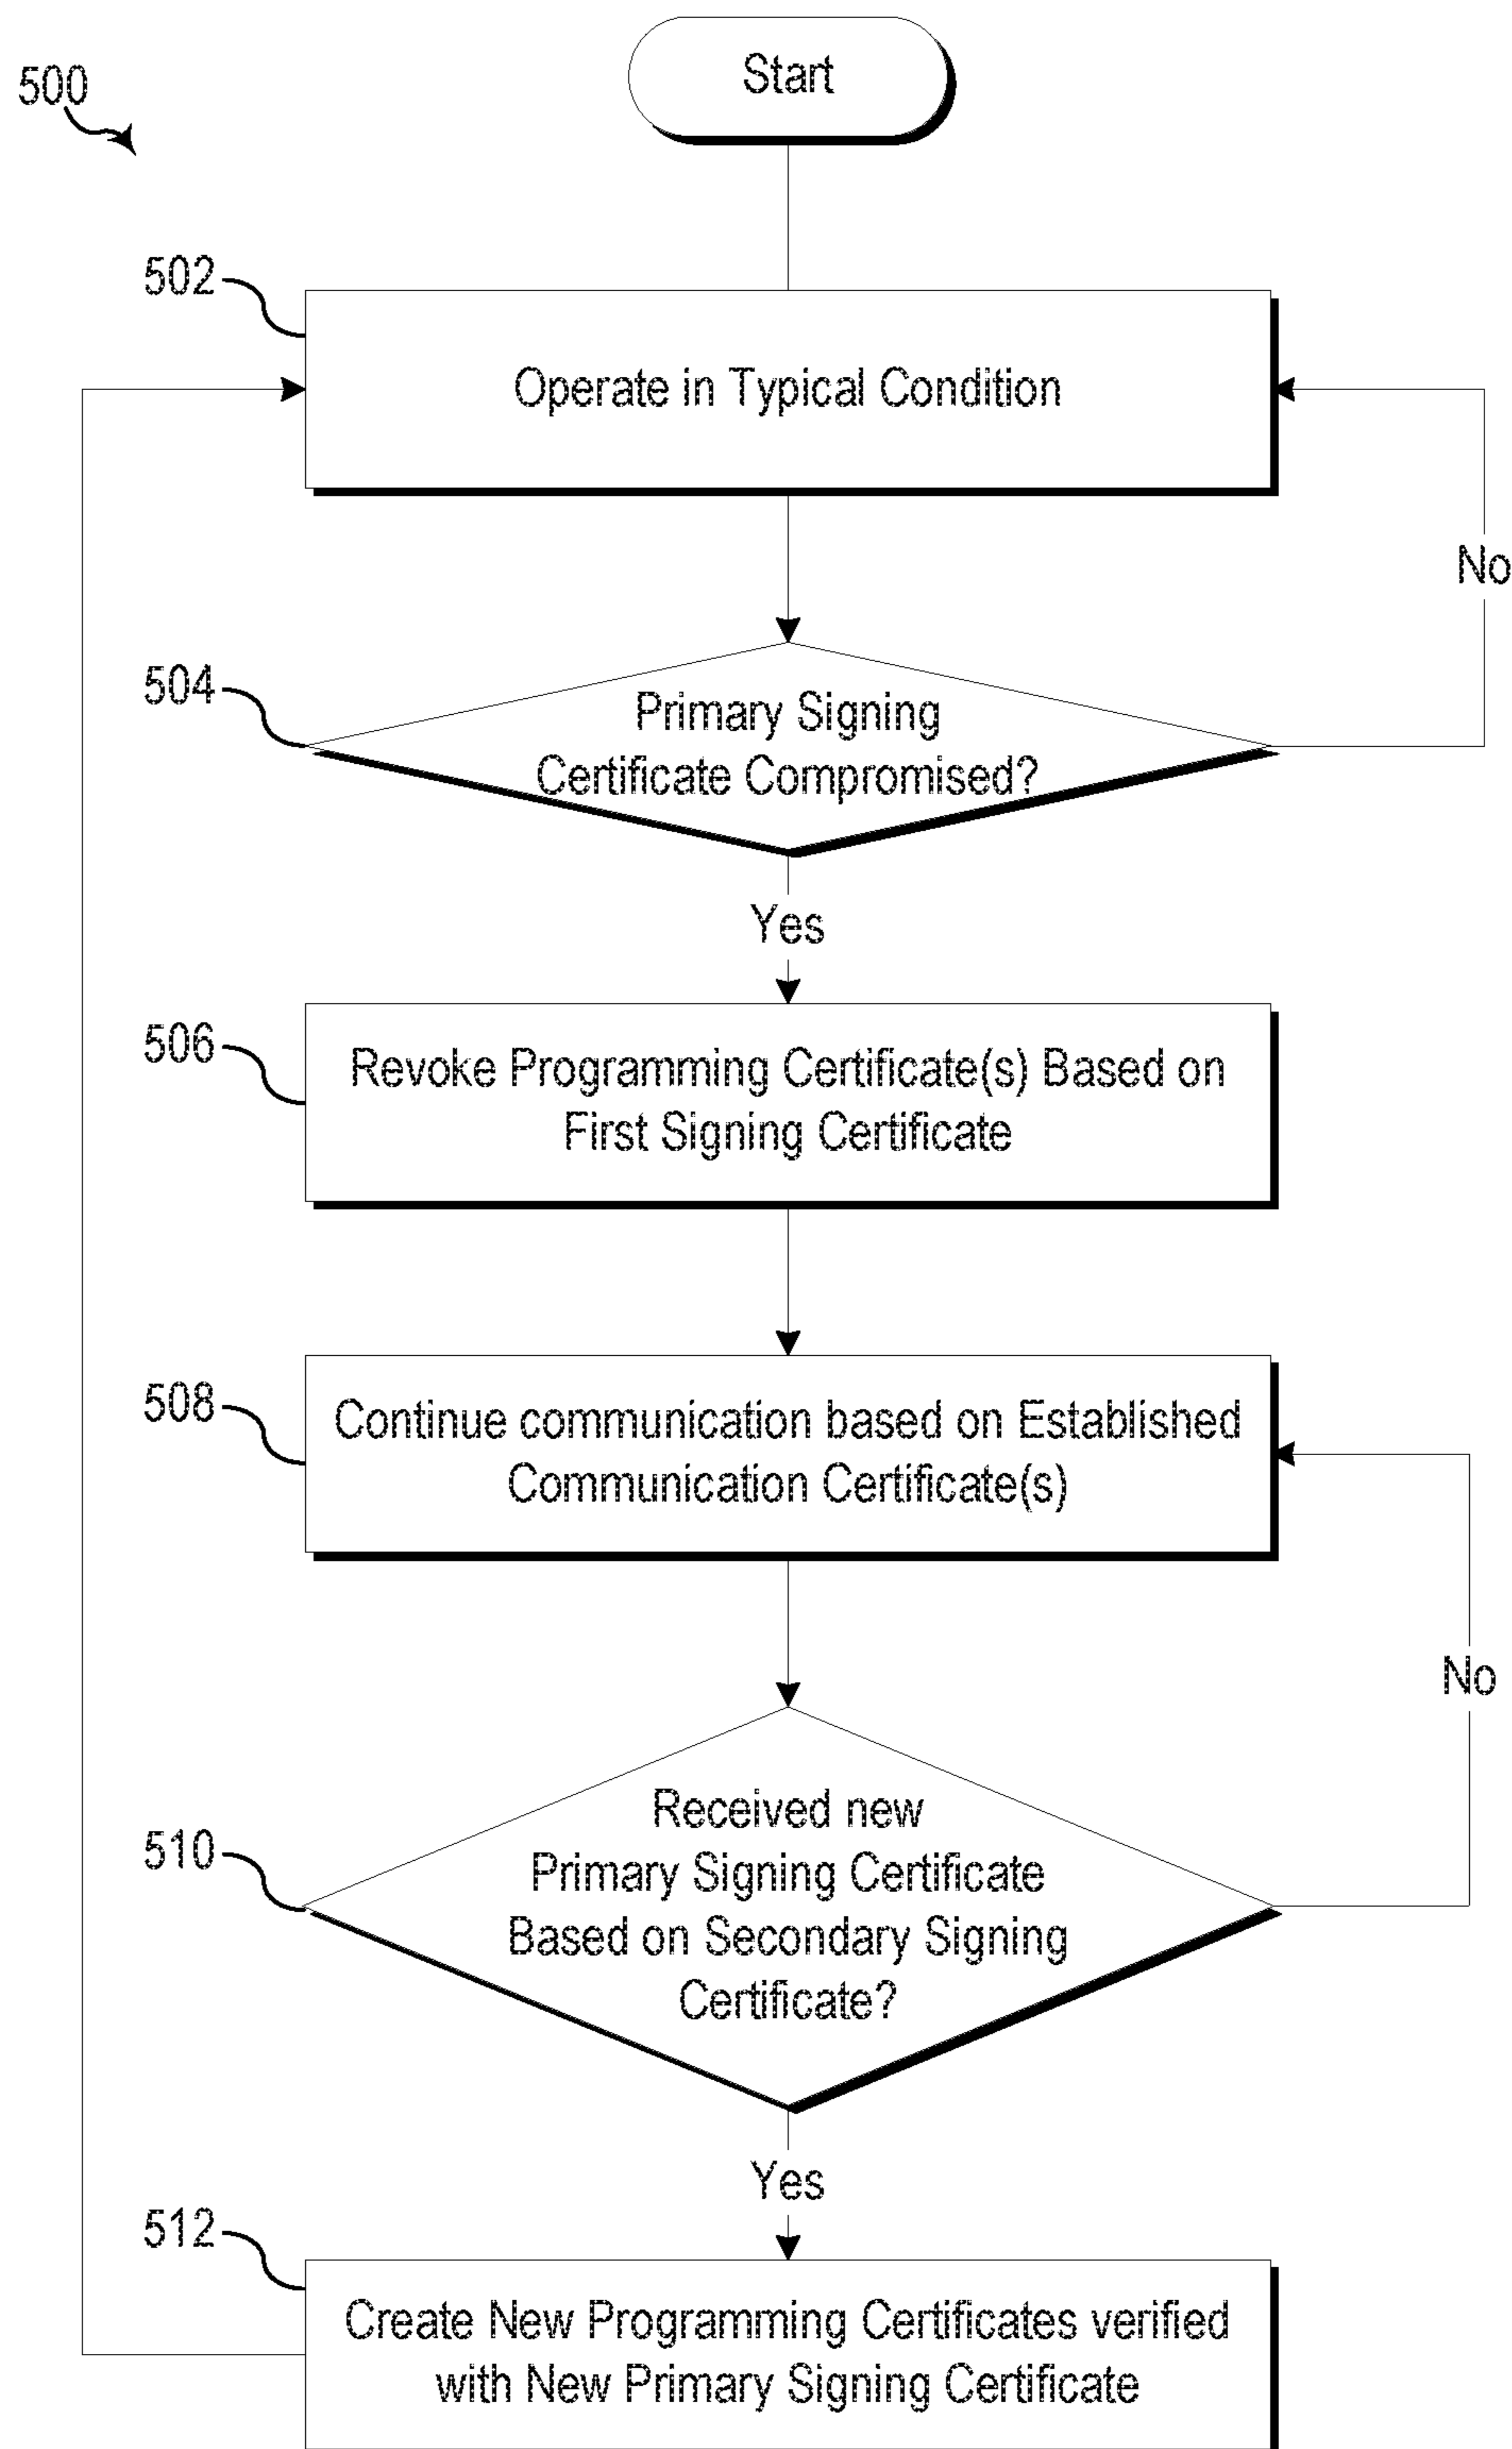 Start
500
502
Operate in Typical Condition
No
504
Primary Signing
Certificate Compromised?
Yes
506
Revoke Programming Certificate(s) Based on
First Signing Certificate
508
Continue communication based on Established
Communication Certificate(s)
No
510
Received new
Primary Signing Certificate
Based on Secondary Signing
Certificate?
Yes
512
Create New Programming Certificates verified
with New Primary Signing Certificate